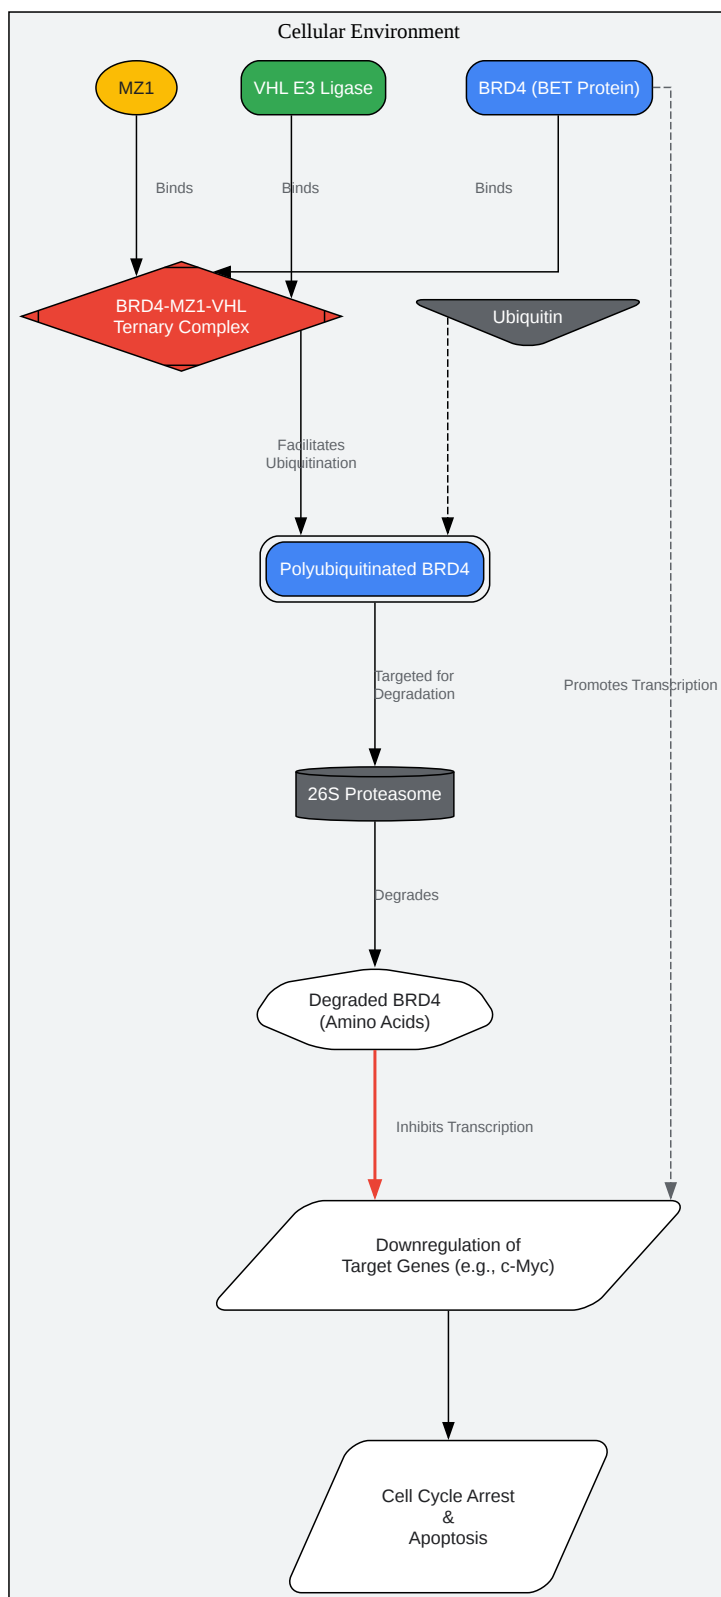 Cellular Environment
MZ1
VHL E3 Ligase
BRD4 (BET Protein)
Binds
Binds
Binds
BRD4-MZ1-VHL
Ternary Complex
Ubiquitin
Facilitates
Ubiquitination
Polyubiquitinated BRD4
Targeted for
Degradation
Promotes Transcription
26S Proteasome
Degrades
Degraded BRD4
(Amino Acids)
Inhibits Transcription
Downregulation of
Target Genes (e.g., c-Myc)
Cell Cycle Arrest
&
Apoptosis